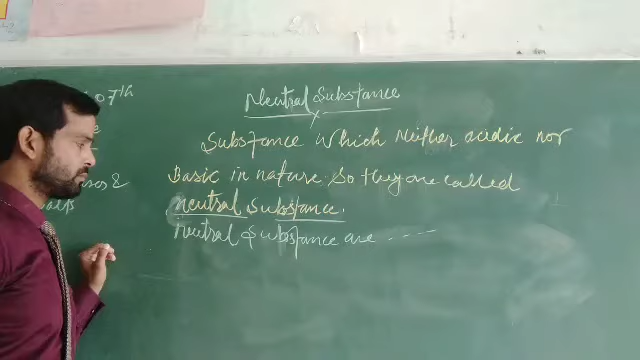 07th
Neutral Substance
Substance Which Neither acidic nor
Basic in nature. So they are called
neutral Substance.
Neutral Substance are ----